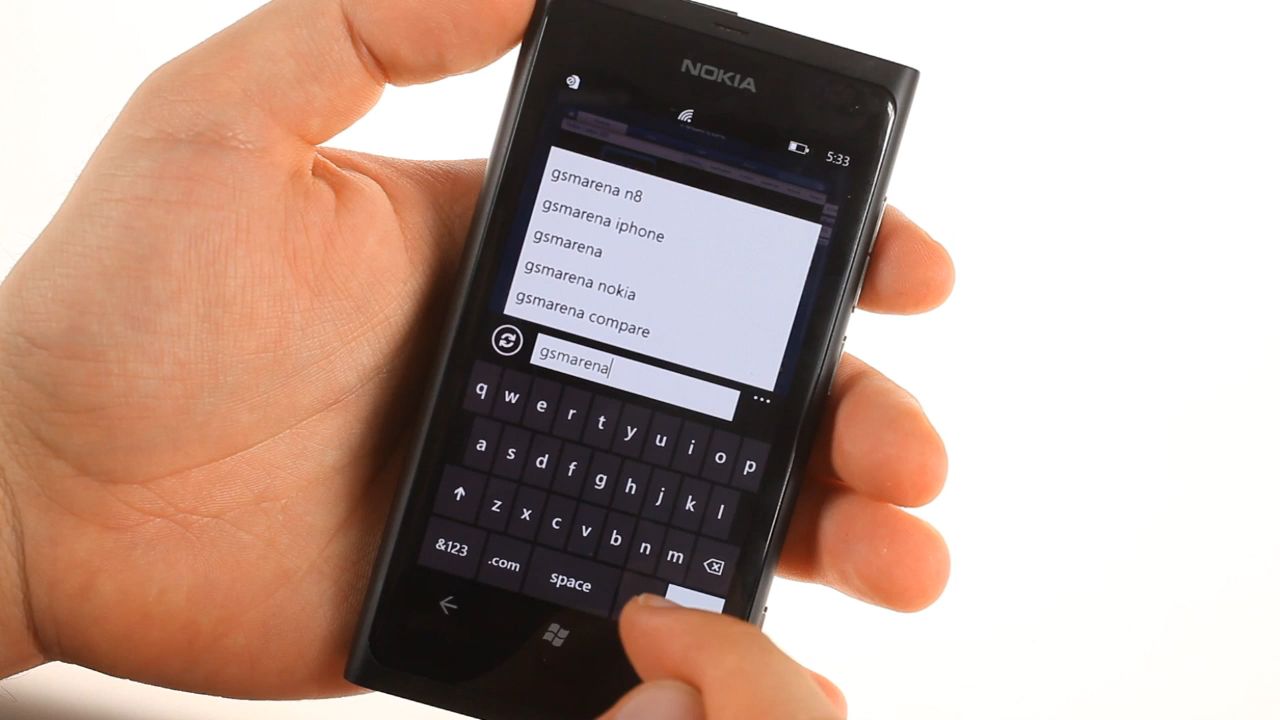 NOKIA
5:33
gsmarena n8
gsmarena iphone
gsmarena
gsmarena nokia
gsmarena compare
gsmarena
...
q w e r t y u i o p
a s d f g h j k l
z x c v b n m
&123 .com space